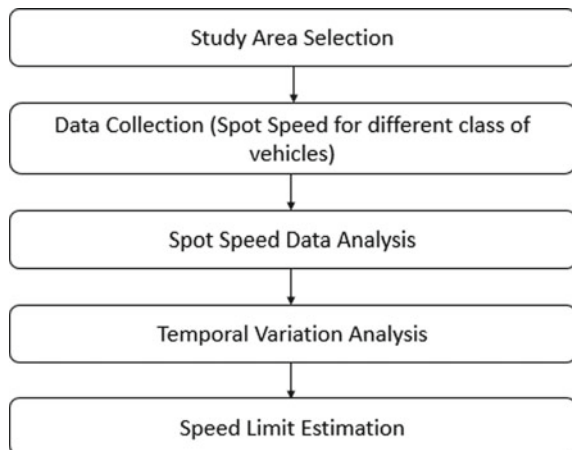 Study Area Selection
Data Collection (Spot Speed for different class of
vehicles)
Spot Speed Data Analysis
Temporal Variation Analysis
Speed Limit Estimation